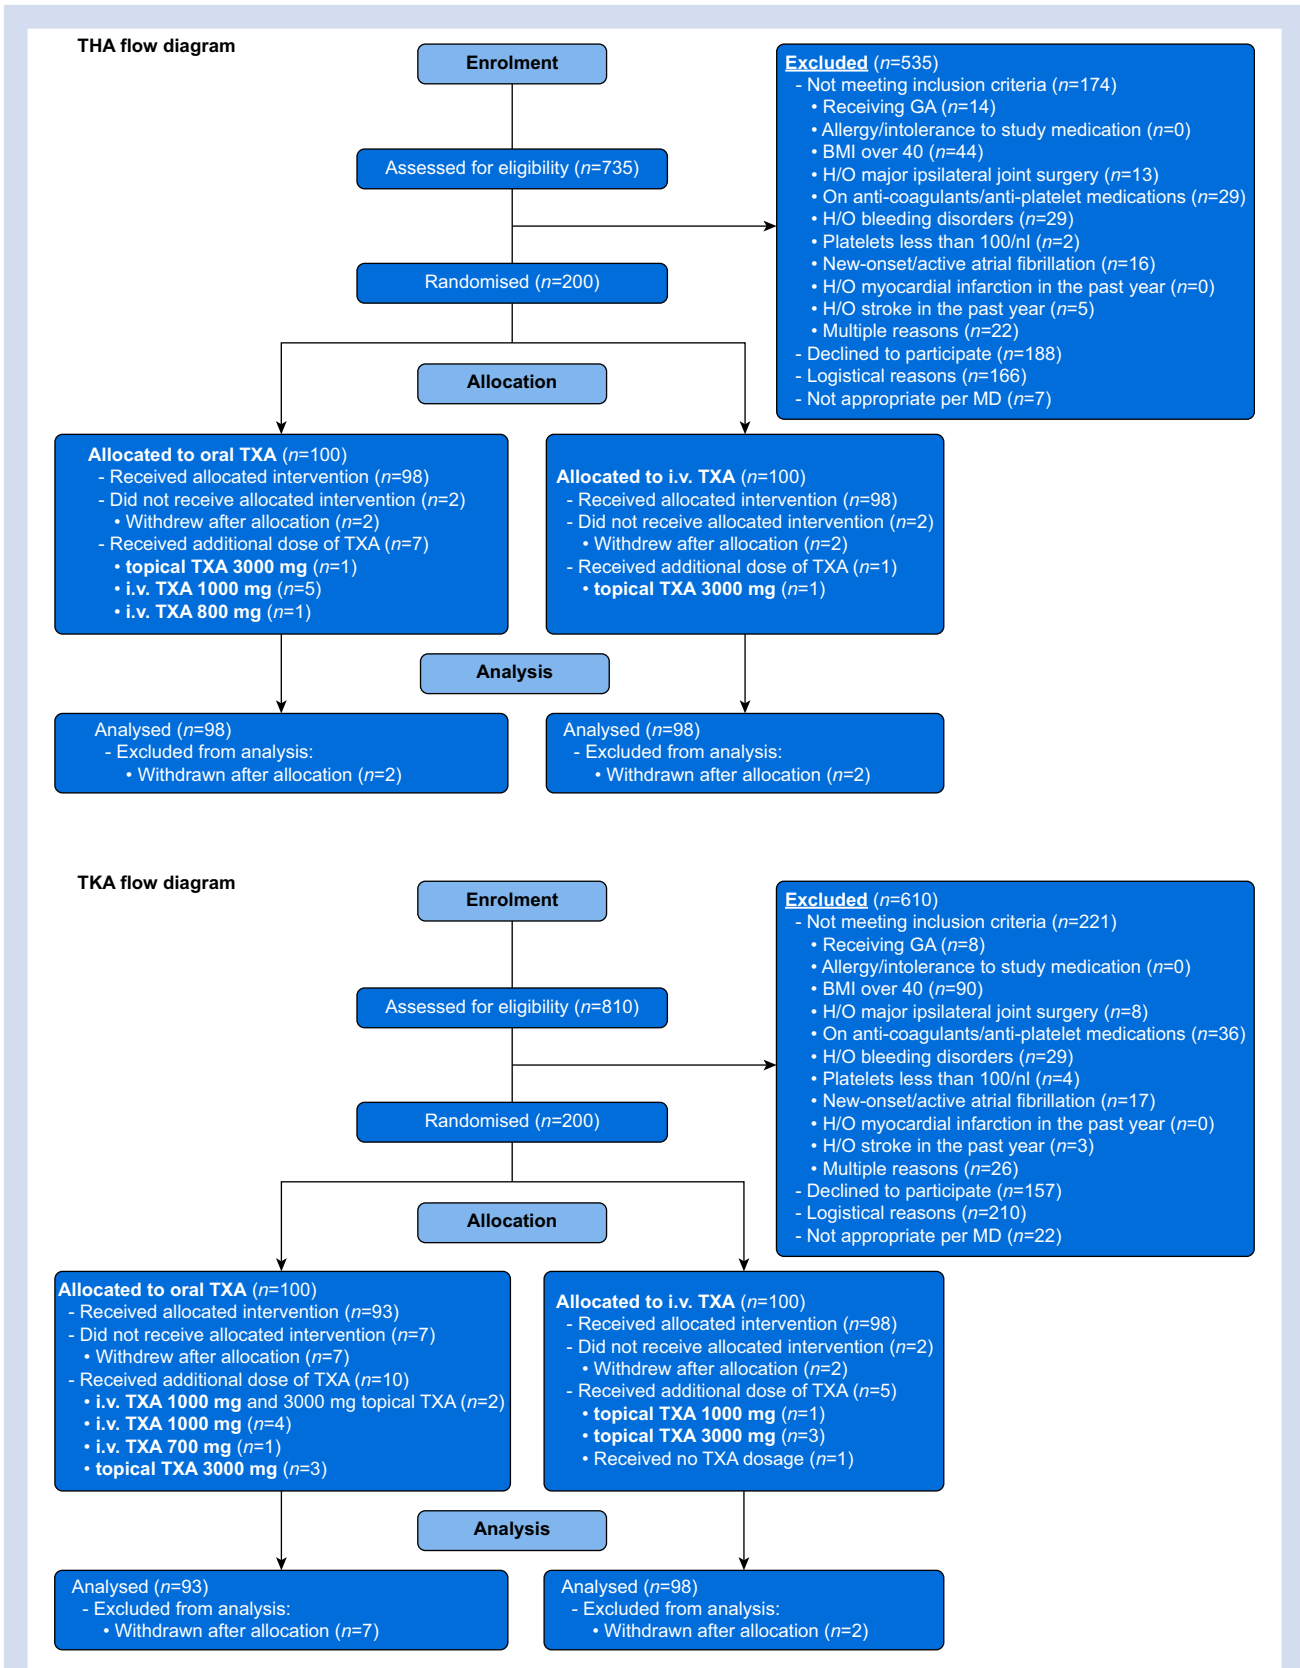 THA flow diagram
Enrolment
Assessed for eligibility (n=735)
Excluded (n=535)
- Not meeting inclusion criteria (n=174)
• Receiving GA (n=14)
• Allergy/intolerance to study medication (n=0)
• BMI over 40 (n=44)
• H/O major ipsilateral joint surgery (n=13)
• On anti-coagulants/anti-platelet medications (n=29)
• H/O bleeding disorders (n=29)
• Platelets less than 100/nl (n=2)
• New-onset/active atrial fibrillation (n=16)
• H/O myocardial infarction in the past year (n=0)
• H/O stroke in the past year (n=5)
• Multiple reasons (n=22)
- Declined to participate (n=188)
- Logistical reasons (n=166)
- Not appropriate per MD (n=7)
Randomised (n=200)
Allocation
Allocated to oral TXA (n=100)
- Received allocated intervention (n=98)
- Did not receive allocated intervention (n=2)
• Withdrew after allocation (n=2)
- Received additional dose of TXA (n=7)
• topical TXA 3000 mg (n=1)
• i.v. TXA 1000 mg (n=5)
• i.v. TXA 800 mg (n=1)
Allocated to i.v. TXA (n=100)
- Received allocated intervention (n=98)
- Did not receive allocated intervention (n=2)
• Withdrew after allocation (n=2)
- Received additional dose of TXA (n=1)
• topical TXA 3000 mg (n=1)
Analysis
Analysed (n=98)
- Excluded from analysis:
• Withdrawn after allocation (n=2)
Analysed (n=98)
- Excluded from analysis:
• Withdrawn after allocation (n=2)
TKA flow diagram
Enrolment
Assessed for eligibility (n=810)
Excluded (n=610)
- Not meeting inclusion criteria (n=221)
• Receiving GA (n=8)
• Allergy/intolerance to study medication (n=0)
• BMI over 40 (n=90)
• H/O major ipsilateral joint surgery (n=8)
• On anti-coagulants/anti-platelet medications (n=36)
• H/O bleeding disorders (n=29)
• Platelets less than 100/nl (n=4)
• New-onset/active atrial fibrillation (n=17)
• H/O myocardial infarction in the past year (n=0)
• H/O stroke in the past year (n=3)
• Multiple reasons (n=26)
- Declined to participate (n=157)
- Logistical reasons (n=210)
- Not appropriate per MD (n=22)
Randomised (n=200)
Allocation
Allocated to oral TXA (n=100)
- Received allocated intervention (n=93)
- Did not receive allocated intervention (n=7)
• Withdrew after allocation (n=7)
- Received additional dose of TXA (n=10)
• i.v. TXA 1000 mg and 3000 mg topical TXA (n=2)
• i.v. TXA 1000 mg (n=4)
• i.v. TXA 700 mg (n=1)
• topical TXA 3000 mg (n=3)
Allocated to i.v. TXA (n=100)
- Received allocated intervention (n=98)
- Did not receive allocated intervention (n=2)
• Withdrew after allocation (n=2)
- Received additional dose of TXA (n=5)
• topical TXA 1000 mg (n=1)
• topical TXA 3000 mg (n=3)
• Received no TXA dosage (n=1)
Analysis
Analysed (n=93)
- Excluded from analysis:
• Withdrawn after allocation (n=7)
Analysed (n=98)
- Excluded from analysis:
• Withdrawn after allocation (n=2)